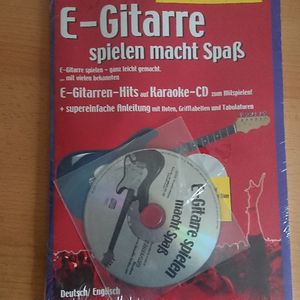 E-Gitarre
spielen macht Spaß
E-Gitarre spielen - ganz leicht gemacht.
... mit vielen bekannten
E-Gitarren-Hits auf Karaoke-CD zum Mitspielen!
+ supereinfache Anleitung mit Noten, Grifftabellen und Tabulaturen
E-Gitarre spielen
macht Spaß
Deutsch/ Englisch